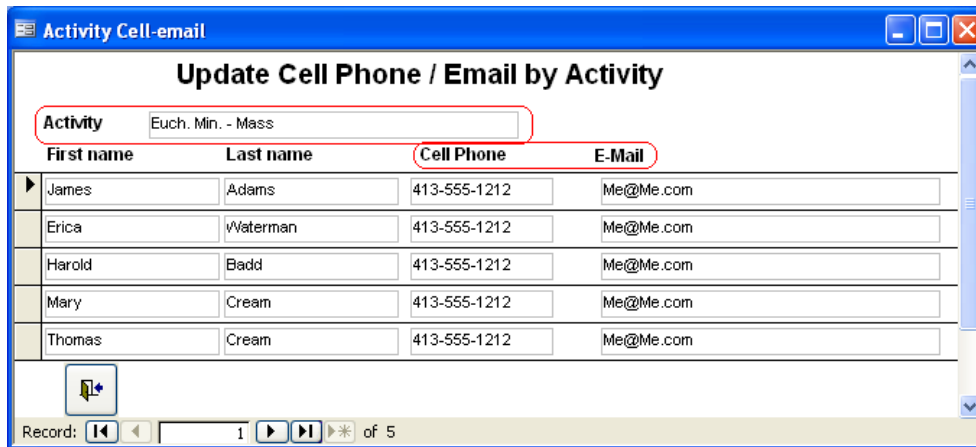 Activity Cell-email
Update Cell Phone / Email by Activity
Activity Euch. Min. - Mass
First name Last name Cell Phone E-Mail
James Adams 413-555-1212 Me@Me.com
Erica Waterman 413-555-1212 Me@Me.com
Harold Badd 413-555-1212 Me@Me.com
Mary Cream 413-555-1212 Me@Me.com
Thomas Cream 413-555-1212 Me@Me.com
Record: 1 of 5